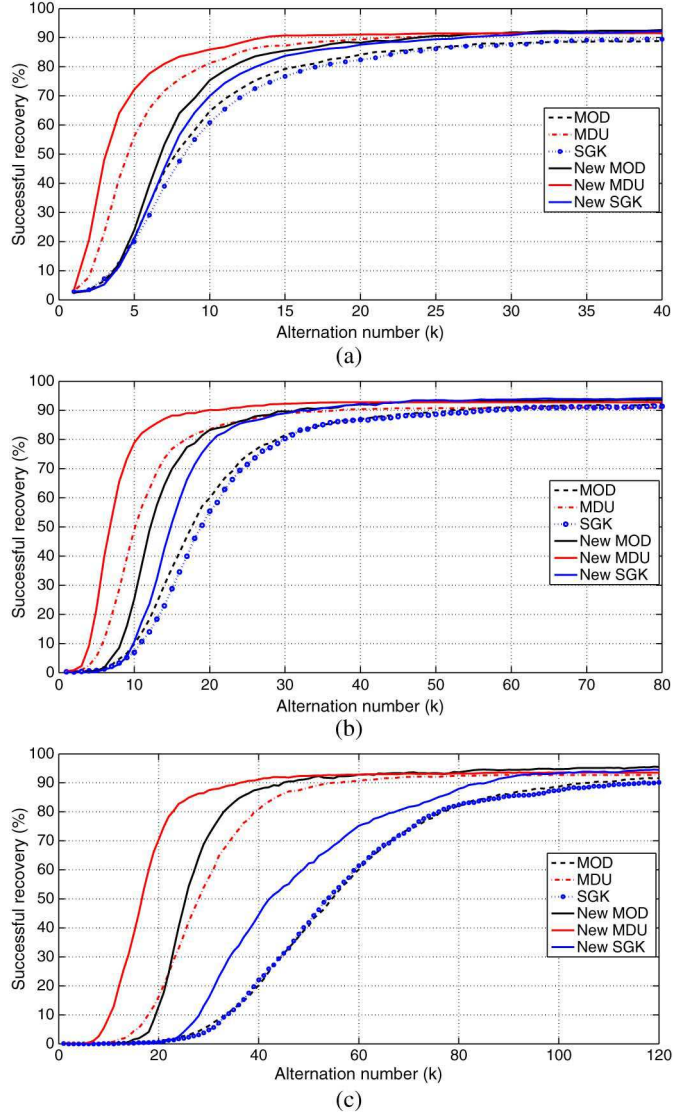 100
90
80
70
60
50
40
30
20
10
0
Successful recovery (%)
MOD
MDU
SGK
New MOD
New MDU
New SGK
0 5 10 15 20 25 30 35 40
Alternation number (k)
(a)
100
90
80
70
60
50
40
30
20
10
0
Successful recovery (%)
MOD
MDU
SGK
New MOD
New MDU
New SGK
0 10 20 30 40 50 60 70 80
Alternation number (k)
(b)
100
90
80
70
60
50
40
30
20
10
0
Successful recovery (%)
MOD
MDU
SGK
New MOD
New MDU
New SGK
0 20 40 60 80 100 120
Alternation number (k)
(c)